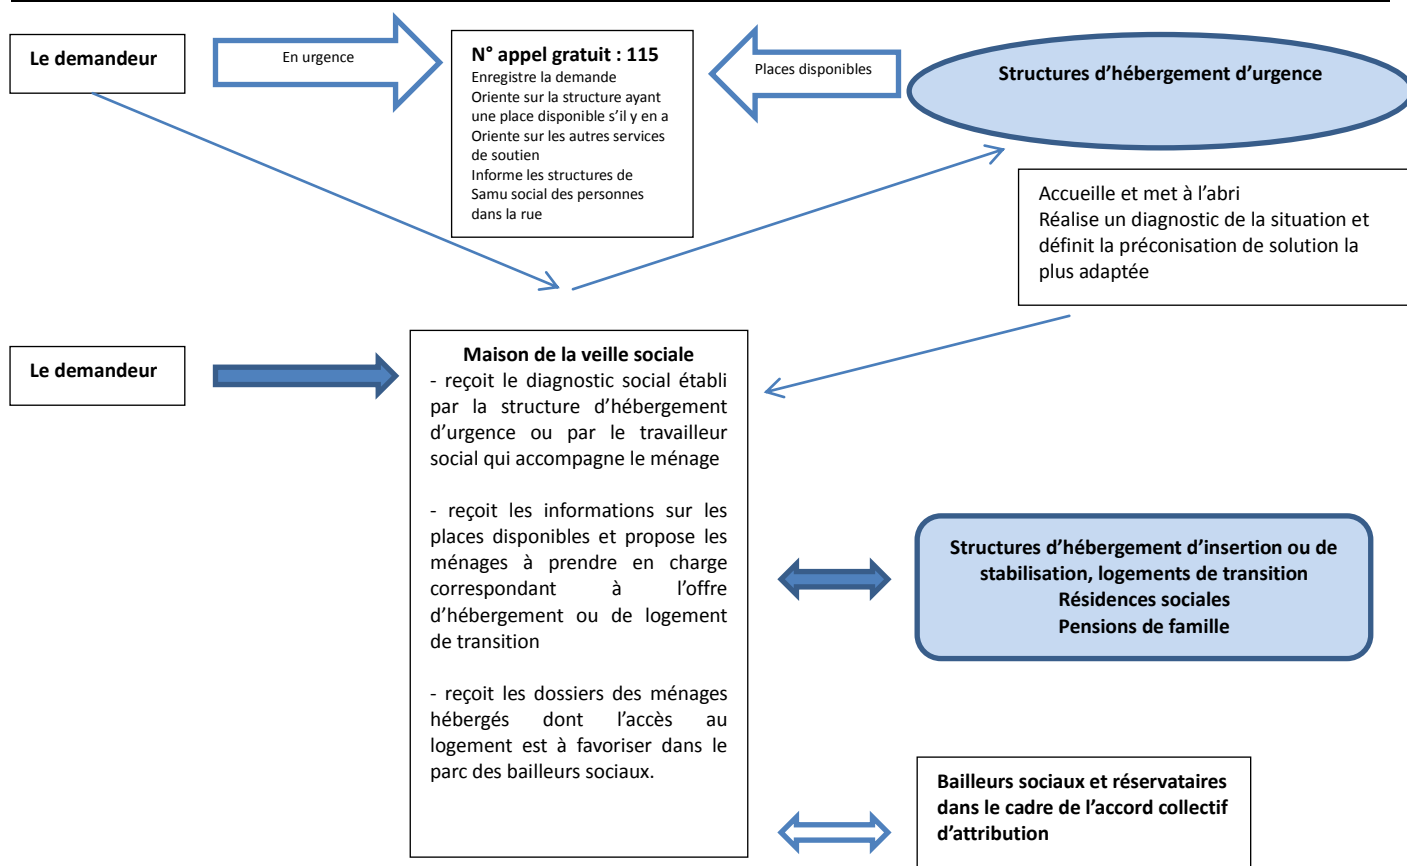 Le demandeur
En urgence
N° appel gratuit : 115
Enregistre la demande
Oriente sur la structure ayant
une place disponible s'il y en a
Oriente sur les autres services
de soutien
Informe les structures de
Samu social des personnes
dans la rue
Places disponibles
Structures d'hébergement d'urgence
Accueille et met à l'abri
Réalise un diagnostic de la situation et
définit la préconisation de solution la
plus adaptée
Le demandeur
Maison de la veille sociale
- reçoit le diagnostic social établi
par la structure d'hébergement
d'urgence ou par le travailleur
social qui accompagne le ménage
- reçoit les informations sur les
places disponibles et propose les
ménages à prendre en charge
correspondant à l'offre
d'hébergement ou de logement
de transition
- reçoit les dossiers des ménages
hébergés dont l'accès au
logement est à favoriser dans le
parc des bailleurs sociaux.
Structures d'hébergement d'insertion ou de
stabilisation, logements de transition
Résidences sociales
Pensions de famille
Bailleurs sociaux et réservataires
dans le cadre de l'accord collectif
d'attribution